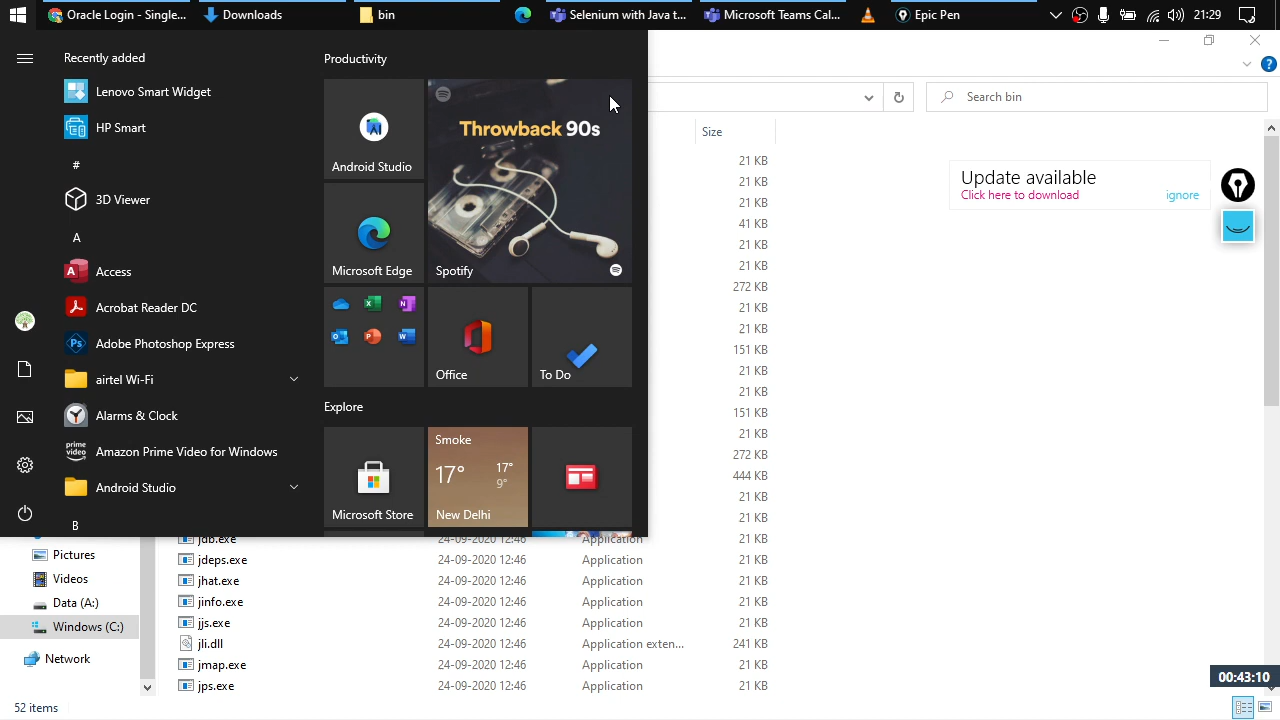 Oracle Login - Single...
Downloads
bin
Selenium with Java t...
Microsoft Teams Cal...
Epic Pen
21:29
Recently added
Lenovo Smart Widget
HP Smart
#
3D Viewer
A
Access
Acrobat Reader DC
Adobe Photoshop Express
airtel Wi-Fi
Alarms & Clock
Amazon Prime Video for Windows
Android Studio
B
Productivity
Android Studio
Throwback 90s
Microsoft Edge
Spotify
Office
To Do
Explore
Microsoft Store
Smoke
17° 17°
9°
New Delhi
Search bin
Size
21 KB
21 KB
21 KB
41 KB
21 KB
21 KB
272 KB
21 KB
21 KB
151 KB
21 KB
21 KB
151 KB
21 KB
272 KB
444 KB
21 KB
21 KB
Update available
Click here to download ignore
jdb.exe 24-09-2020 12:46 Application 21 KB
jdeps.exe 24-09-2020 12:46 Application 21 KB
jhat.exe 24-09-2020 12:46 Application 21 KB
jinfo.exe 24-09-2020 12:46 Application 21 KB
jjs.exe 24-09-2020 12:46 Application 21 KB
jli.dll 24-09-2020 12:46 Application exten... 241 KB
jmap.exe 24-09-2020 12:46 Application 21 KB
jps.exe 24-09-2020 12:46 Application 21 KB
Pictures
Videos
Data (A:)
Windows (C:)
Network
52 items
00:43:10